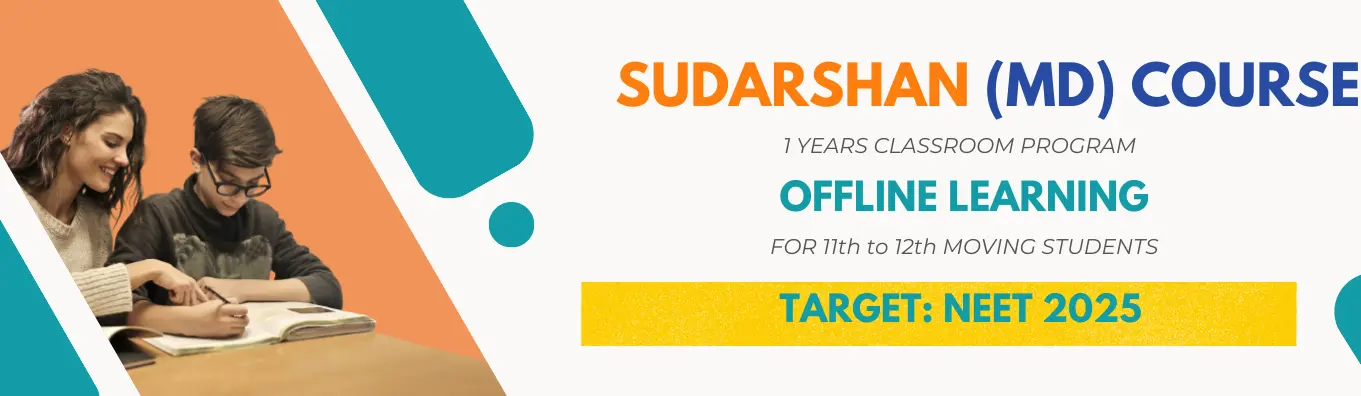 SUDARSHAN (MD) COURSE
1 YEARS CLASSROOM PROGRAM
OFFLINE LEARNING
FOR 11th to 12th MOVING STUDENTS
TARGET: NEET 2025